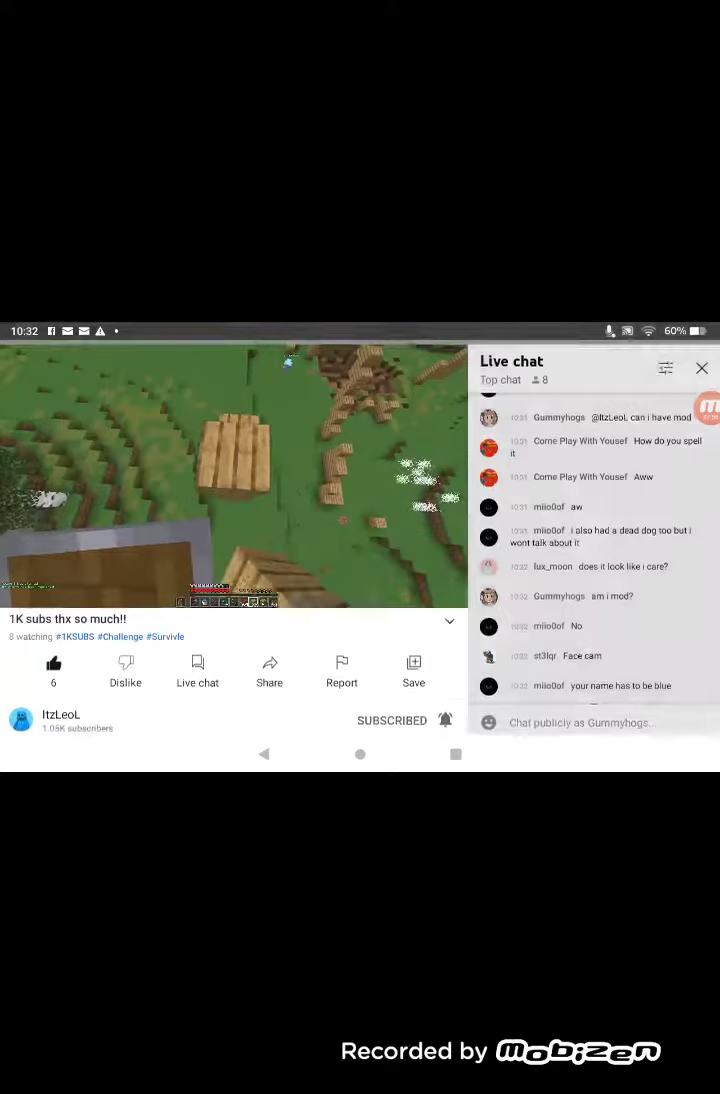 10:32
60%
Live chat
Top chat 8
10:31 Gummyhogs @ItzLeoL can i have mod
10:31 Come Play With Yousef How do you spell
it
10:31 Come Play With Yousef Aww
10:31 miio0of aw
10:31 miio0of i also had a dead dog too but i
wont talk about it
10:32 lux_moon does it look like i care?
10:32 Gummyhogs am i mod?
10:32 miio0of No
10:32 st3lqr Face cam
10:32 miio0of your name has to be blue
Chat publicly as Gummyhogs...
1K subs thx so much!!
8 watching #1KSUBS #Challenge #Survivle
6 Dislike Live chat Share Report Save
ItzLeoL
1.05K subscribers
SUBSCRIBED
Recorded by mobizen